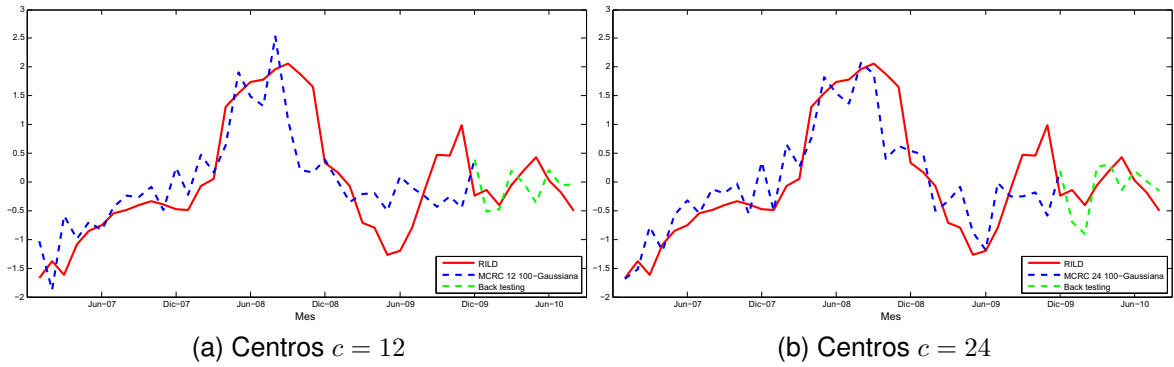 3
2.5
2
1.5
1
0.5
0
−0.5
−1
−1.5
−2
Jun−07 Dic−07 Jun−08 Dic−08 Jun−09 Dic−09 Jun−10
Mes
RILD
MCRC 12 100−Gaussiana
Back testing
(a) Centros c = 12
3
2.5
2
1.5
1
0.5
0
−0.5
−1
−1.5
−2
Jun−07 Dic−07 Jun−08 Dic−08 Jun−09 Dic−09 Jun−10
Mes
RILD
MCRC 24 100−Gaussiana
Back testing
(b) Centros c = 24